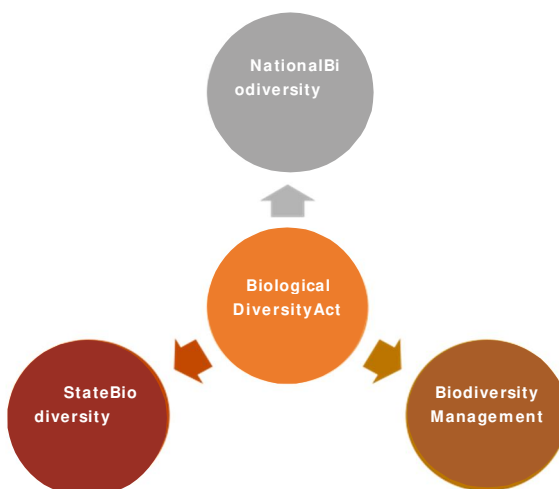 NationalBi
odiversity
Biological
DiversityAct
StateBio
diversity
Biodiversity
Management